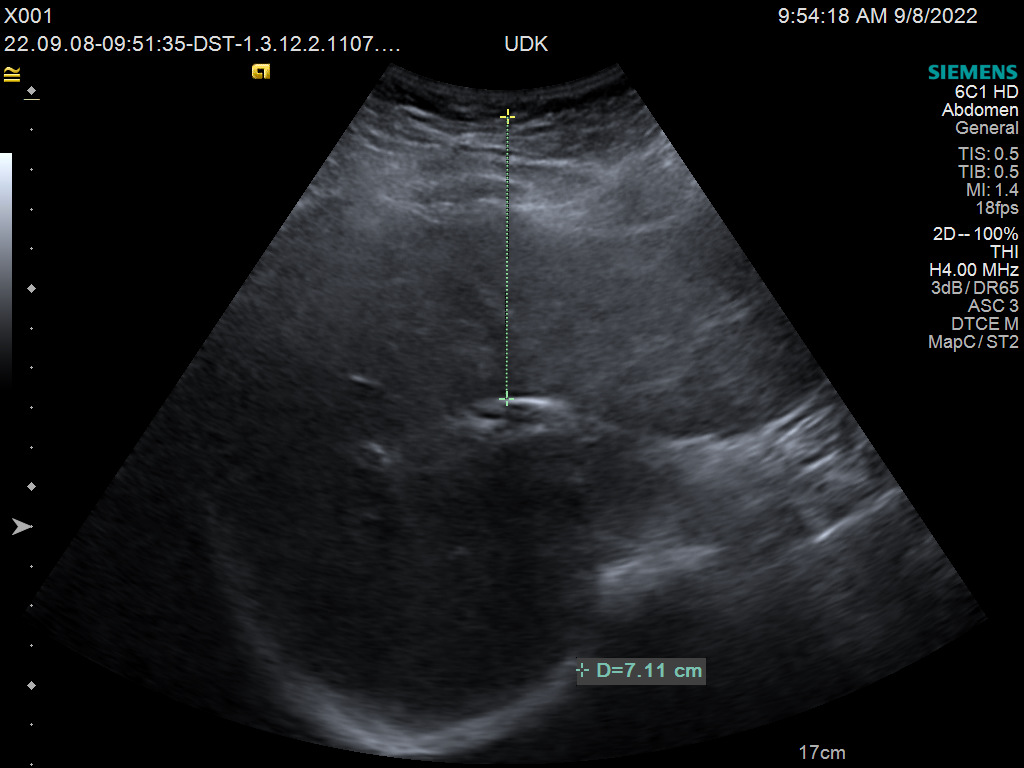 X001
9:54:18 AM 9/8/2022
22.09.08-09:51:35-DST-1.3.12.2.1107....
UDK
SIEMENS
6C1 HD
Abdomen
General
TIS: 0.5
TIB: 0.5
MI: 1.4
18fps
2D--100%
THI
H4.00 MHz
3dB/DR65
ASC 3
DTCE M
MapC/ST2
D=7.11 cm
17cm